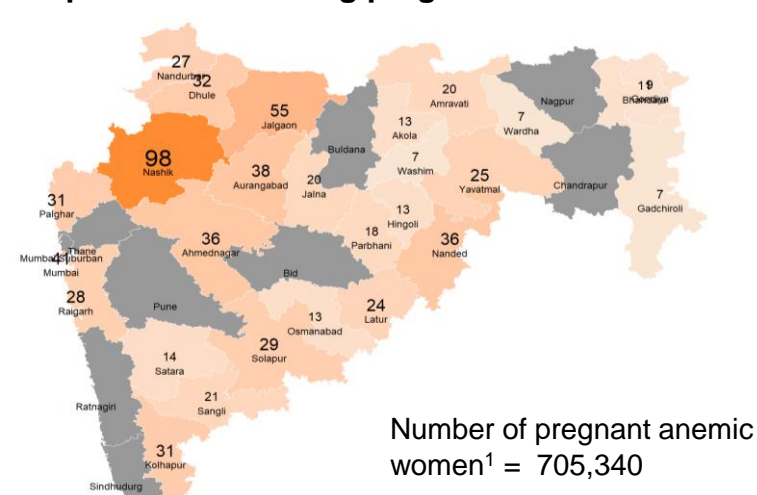 27
Nandurbar
32
Dhule
55
Jalgaon
20
Amravati
Nagpur
13
Akola
Buldana
7
Wardha
98
Nashik
38
Aurangabad
20
Jalna
7
Washim
25
Yavatmal
Chandrapur
7
Gadchiroli
31
Palghar
13
Hingoli
18
Parbhani
36
Ahmednagar
36
Nanded
Thane
Mumbai Suburban
41
Mumbai
Bid
28
Raigarh
Pune
24
Latur
13
Osmanabad
29
Solapur
14
Satara
21
Sangli
Ratnagiri
31
Kolhapur
Sindhudurg
Number of pregnant anemic
women¹ = 705,340